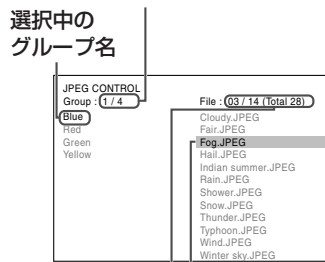 選択中の
グループ名
JPEG CONTROL
Group : 1 / 4
File : 03 / 14 (Total 28)
Blue
Red
Green
Yellow
Cloudy.JPEG
Fair.JPEG
Fog.JPEG
Hail.JPEG
Indian summer.JPEG
Rain.JPEG
Shower.JPEG
Snow.JPEG
Thunder.JPEG
Typhoon.JPEG
Wind.JPEG
Winter sky.JPEG